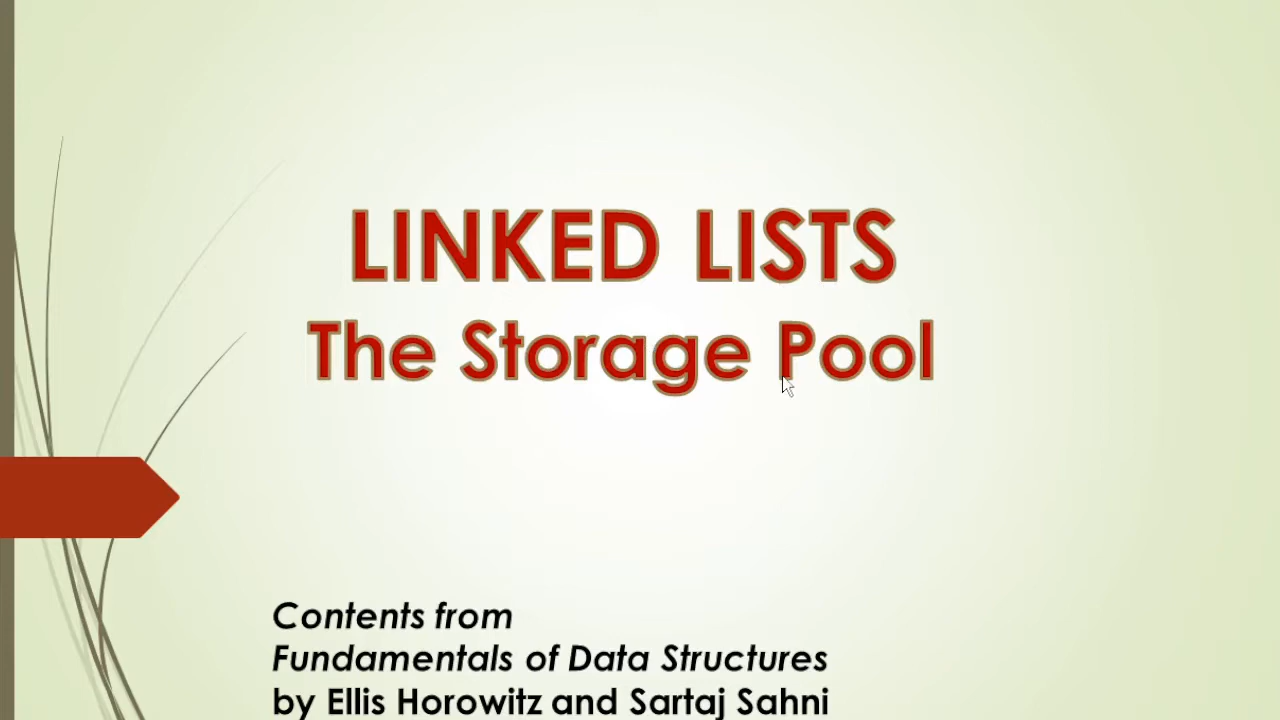 LINKED LISTS
The Storage Pool
Contents from
Fundamentals of Data Structures
by Ellis Horowitz and Sartaj Sahni